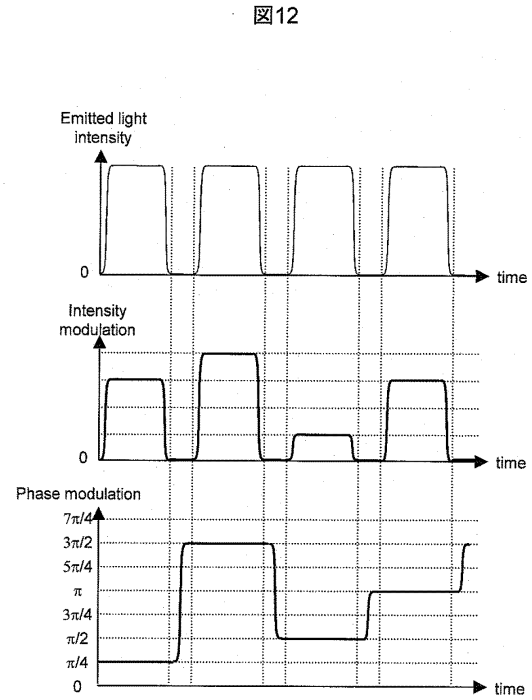 図12
Emitted light
intensity
0
time
Intensity
modulation
0
time
Phase modulation
7π/4
3π/2
5π/4
π
3π/4
π/2
π/4
0
time